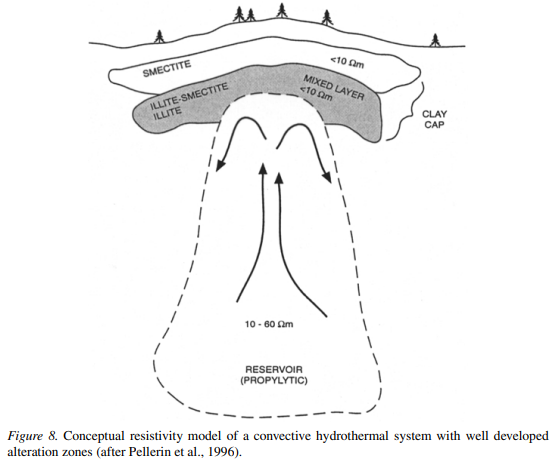 SMECTITE
<10 Ωm
ILLITE-SMECTITE
ILLITE
MIXED LAYER
<10 Ωm
CLAY
CAP
10 - 60 Ωm
RESERVOIR
(PROPYLYTIC)
Figure 8. Conceptual resistivity model of a convective hydrothermal system with well developed
alteration zones (after Pellerin et al., 1996).